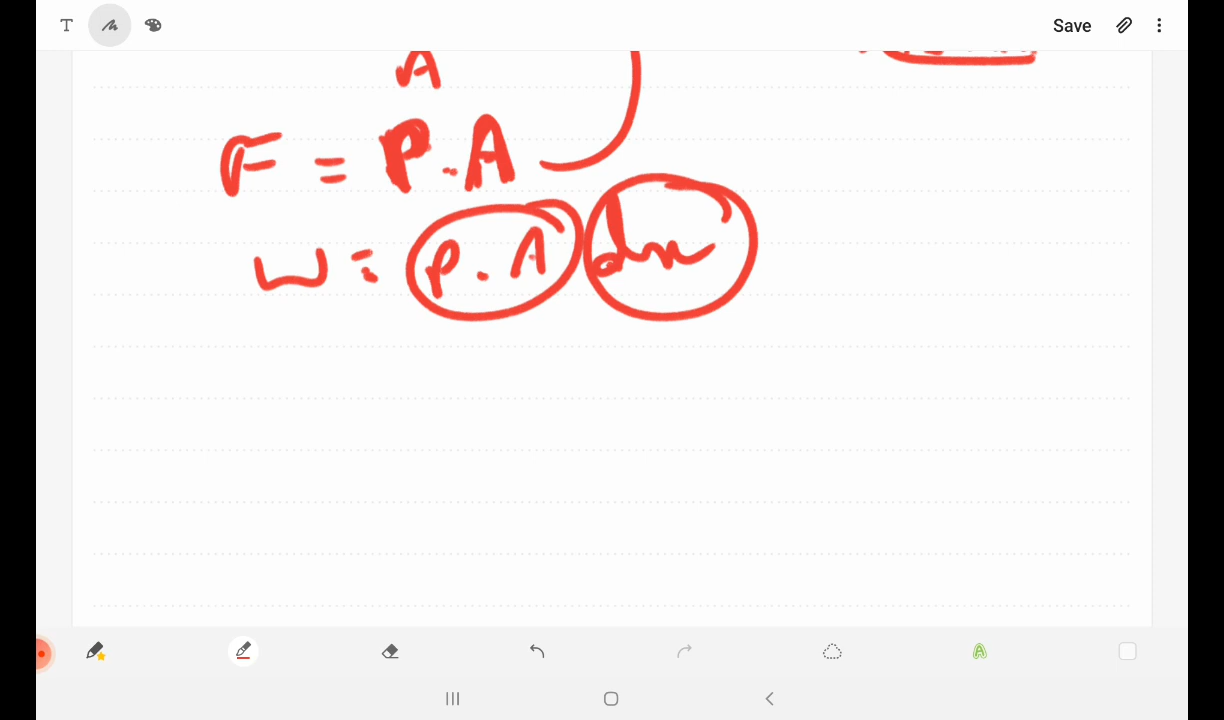 Save
A
F = P.A
W = P.A dx